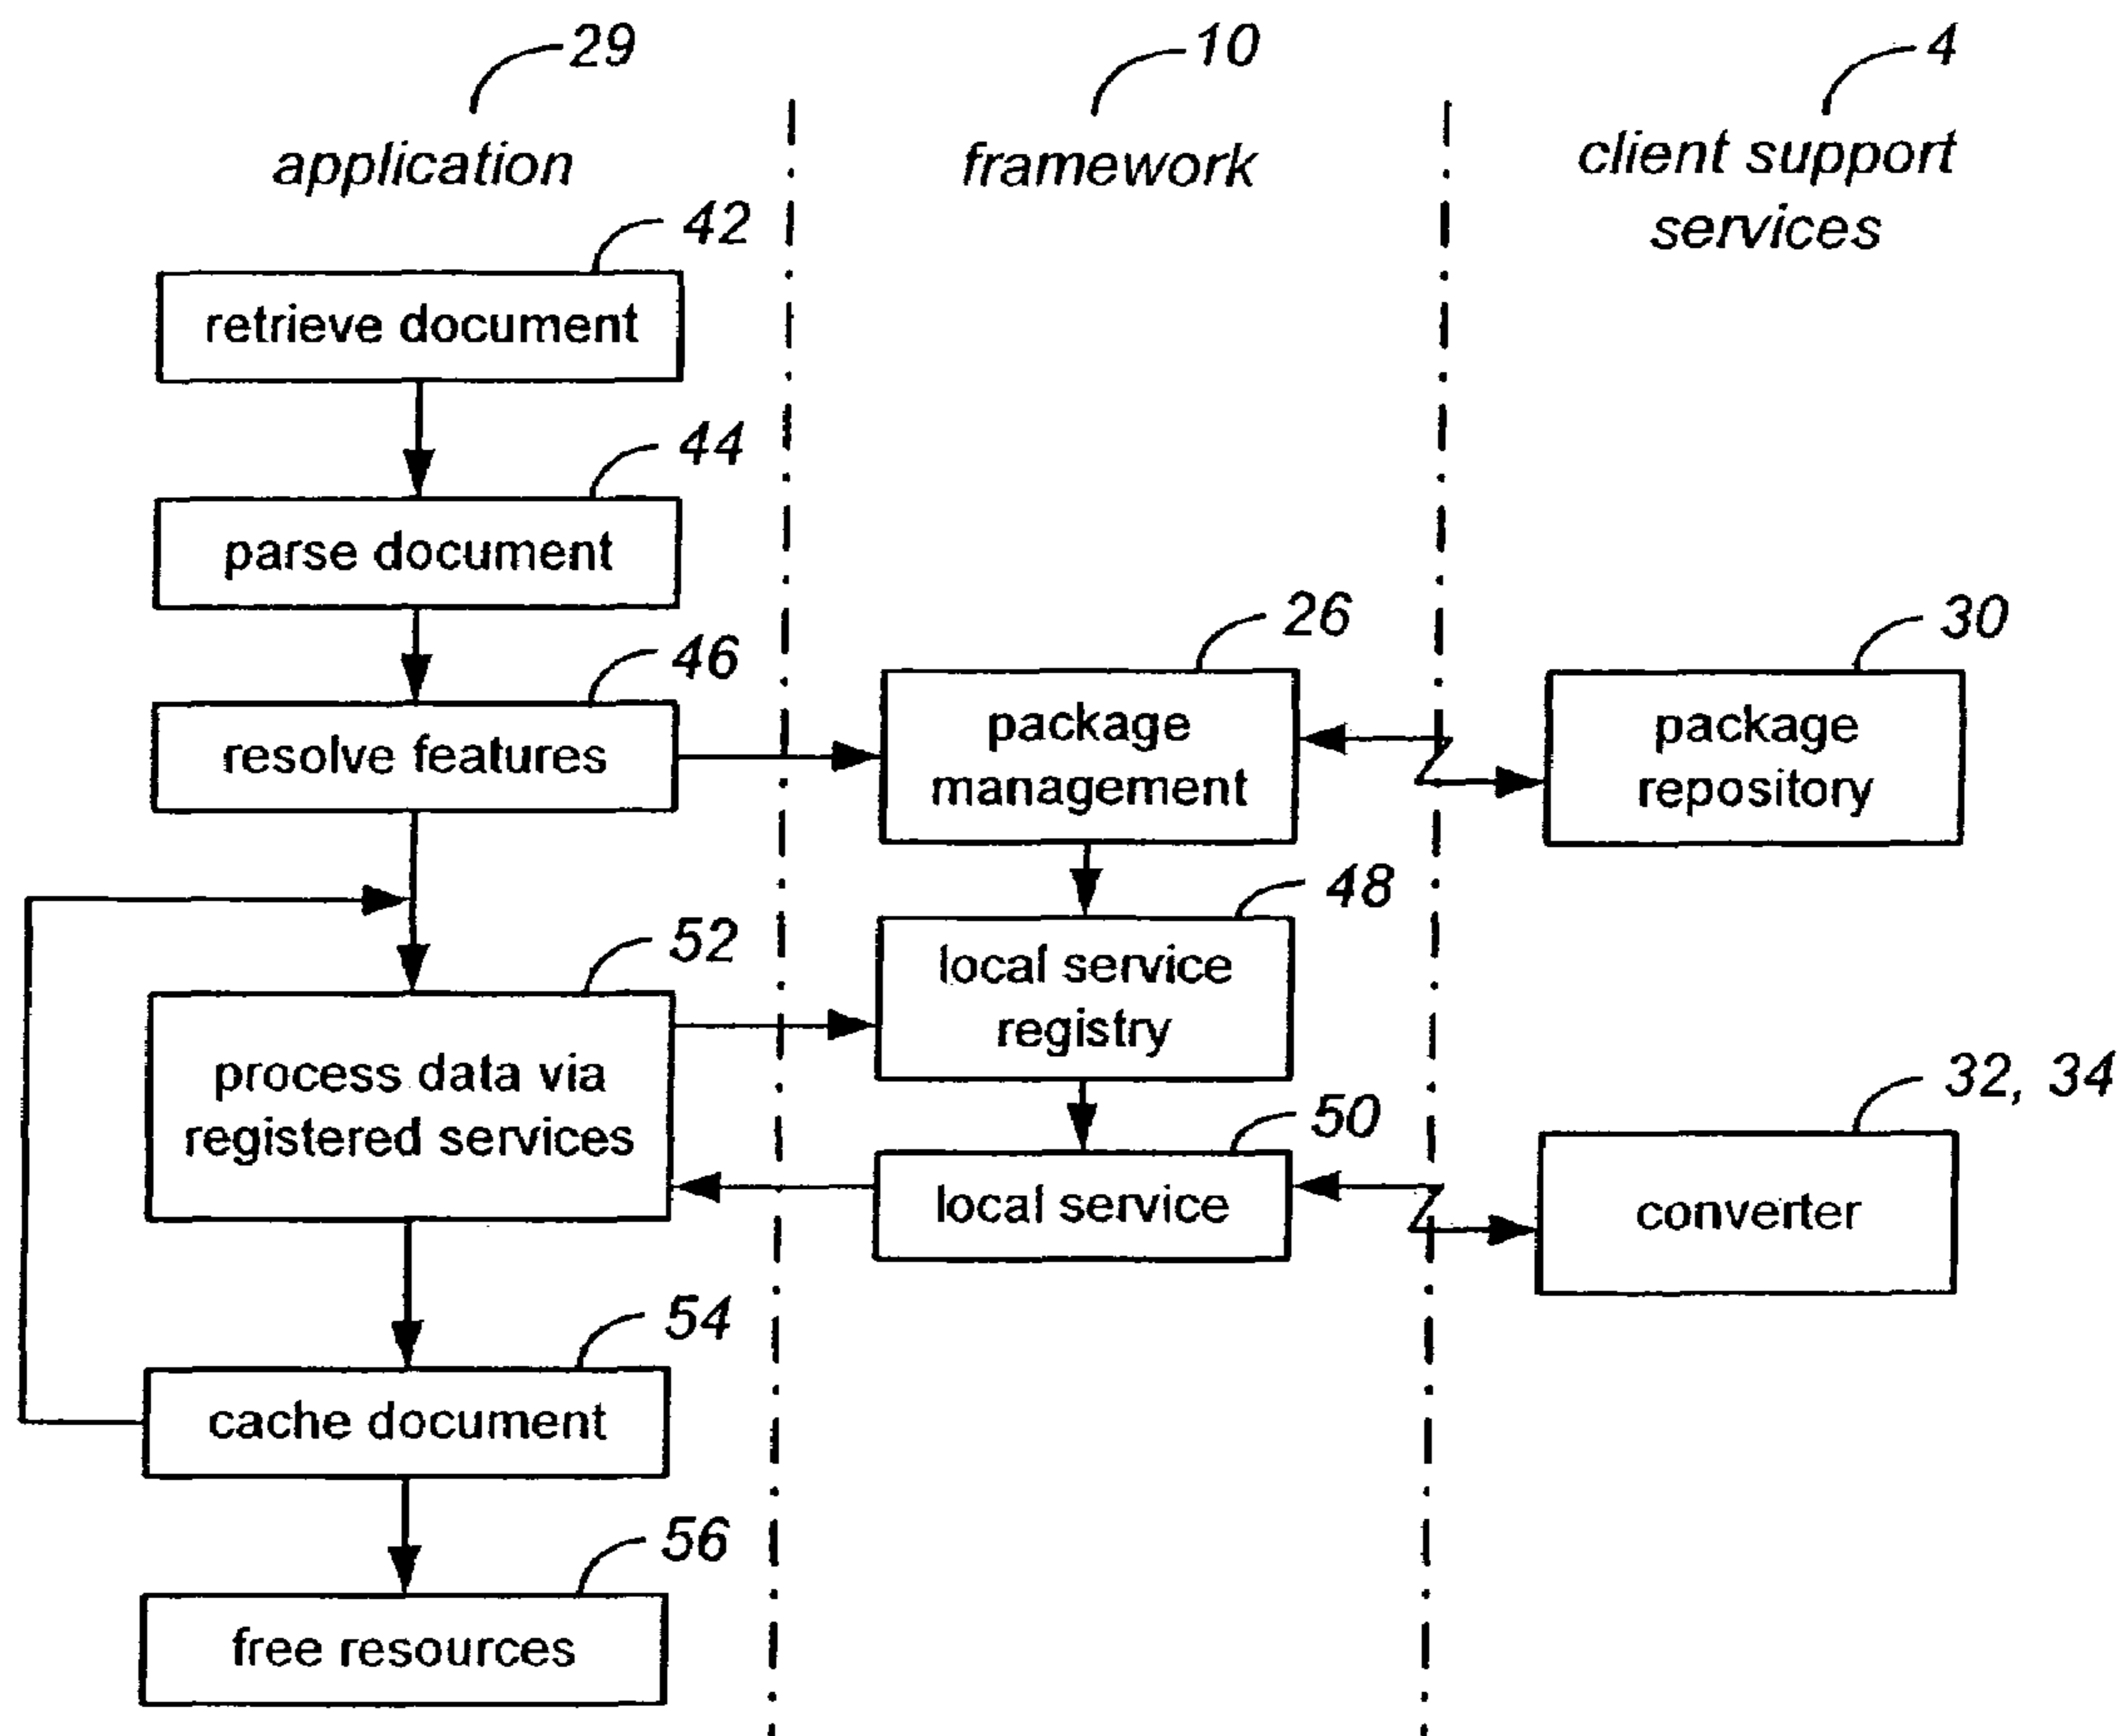 29
10
4
application
framework
client support
services
42
retrieve document
44
parse document
46
resolve features
26
package
management
30
package
repository
48
local service
registry
52
process data via
registered services
50
local service
32, 34
converter
54
cache document
56
free resources